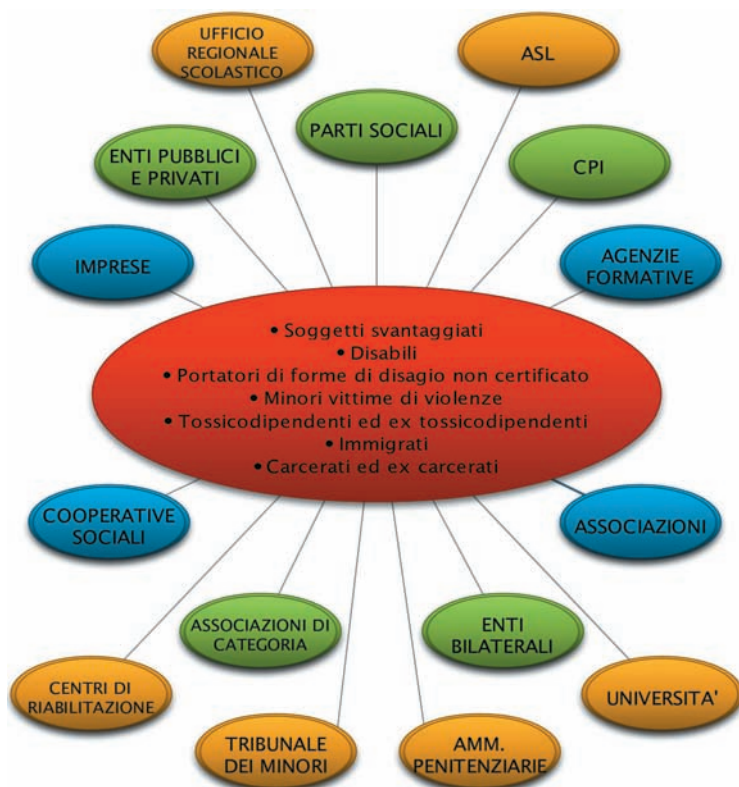 UFFICIO
REGIONALE
SCOLASTICO
ASL
PARTI SOCIALI
ENTI PUBBLICI
E PRIVATI
CPI
IMPRESE
AGENZIE
FORMATIVE
• Soggetti svantaggiati
• Disabili
• Portatori di forme di disagio non certificato
• Minori vittime di violenze
• Tossicodipendenti ed ex tossicodipendenti
• Immigrati
• Carcerati ed ex carcerati
COOPERATIVE
SOCIALI
ASSOCIAZIONI
ASSOCIAZIONI DI
CATEGORIA
ENTI
BILATERALI
CENTRI DI
RIABILITAZIONE
UNIVERSITA'
TRIBUNALE
DEI MINORI
AMM.
PENITENZIARIE